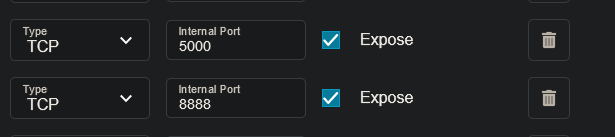 Type
TCP
Internal Port
5000
Expose
Type
TCP
Internal Port
8888
Expose